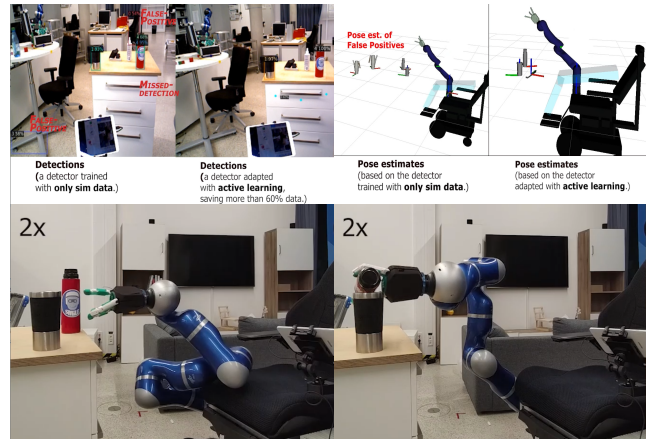 FALSE-
POSITIVE
MISSED-
DETECTION
FALSE-
POSITIVE
Pose est. of
False Positives
Detections
(a detector trained
with only sim data.)
Detections
(a detector adapted
with active learning,
saving more than 60% data.)
Pose estimates
(based on the detector
trained with only sim data.)
Pose estimates
(based on the detector
adapted with active learning.)
2x
2x